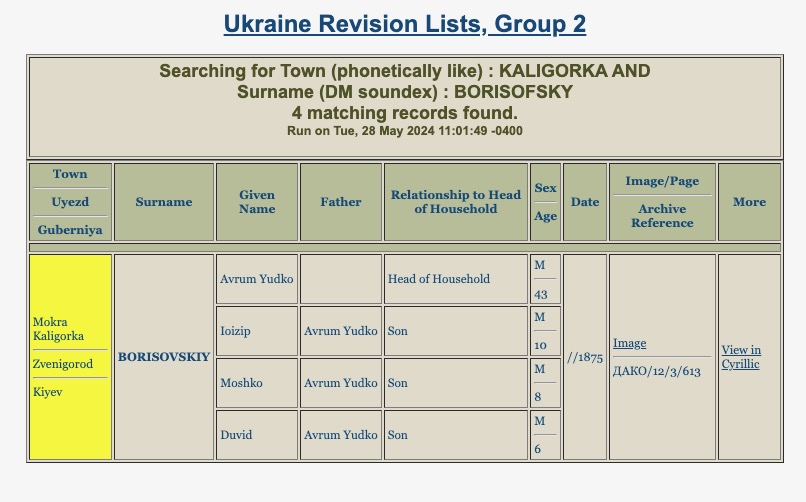 Ukraine Revision Lists, Group 2
Searching for Town (phonetically like) : KALIGORKA AND
Surname (DM soundex) : BORISOFSKY
4 matching records found.
Run on Tue, 28 May 2024 11:01:49 -0400
Town
Uyezd
Guberniya
Surname
Given
Name
Father
Relationship to Head
of Household
Sex
Age
Date
Image/Page
Archive
Reference
More
Mokra
Kaligorka
Zvenigorod
Kiyev
BORISOVSKIY
Avrum Yudko
Head of Household
M
43
Ioizip
Avrum Yudko
Son
M
10
Moshko
Avrum Yudko
Son
M
8
Duvid
Avrum Yudko
Son
M
6
//1875
Image
ДАКО/12/3/613
View in
Cyrillic